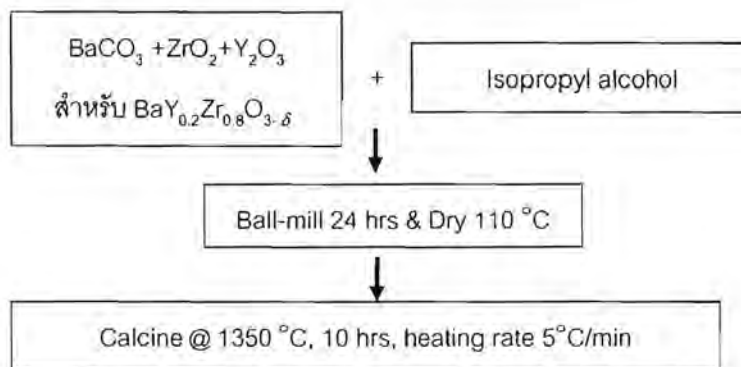 BaCO₃ +ZrO₂+Y₂O₃
สำหรับ BaY₀.₂Zr₀.₈O₃₋δ
+
Isopropyl alcohol
Ball-mill 24 hrs & Dry 110 °C
Calcine @ 1350 °C, 10 hrs, heating rate 5°C/min